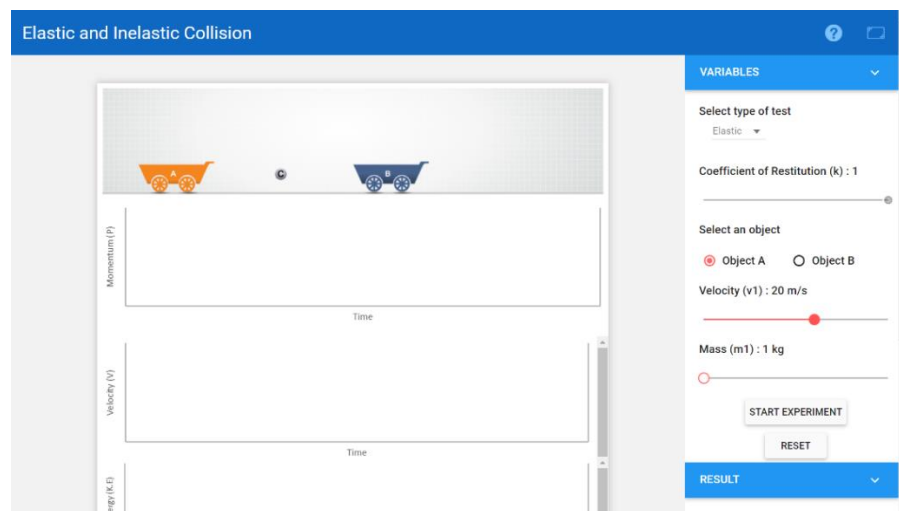 Elastic and Inelastic Collision
?
VARIABLES
Select type of test
Elastic
Coefficient of Restitution (k) : 1
Select an object
Object A
Object B
Velocity (v1) : 20 m/s
Mass (m1) : 1 kg
START EXPERIMENT
RESET
RESULT
A
C
B
Momentum (P)
Time
Velocity (V)
Time
(K.E)